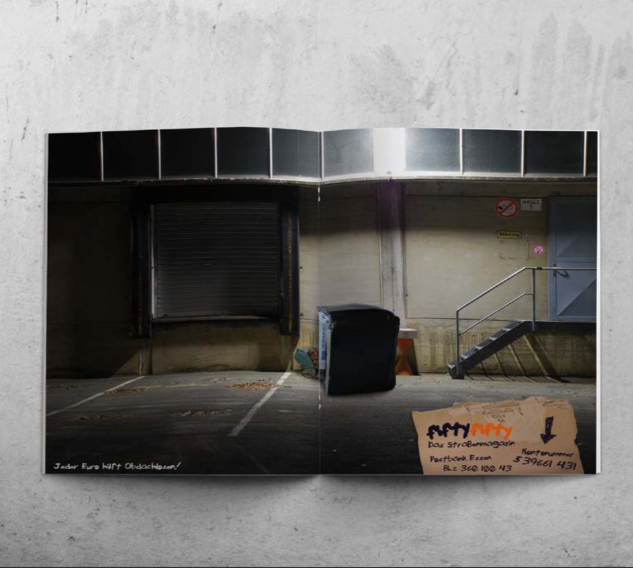 fiftyfifty
Das Straßenmagazin
Postbank Essen
BLZ 360 100 43
Kontonummer
539661 431
Jeder Euro hilft Obdachlosen!